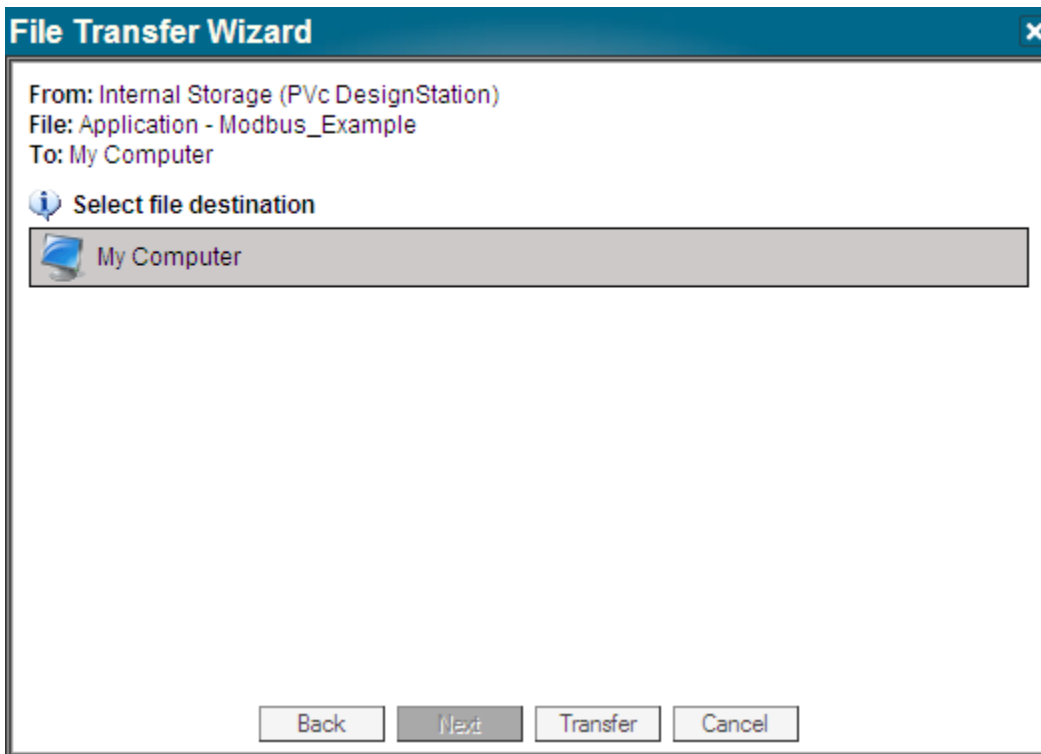 File Transfer Wizard
From: Internal Storage (PVc DesignStation)
File: Application - Modbus_Example
To: My Computer
Select file destination
My Computer
Back Next Transfer Cancel